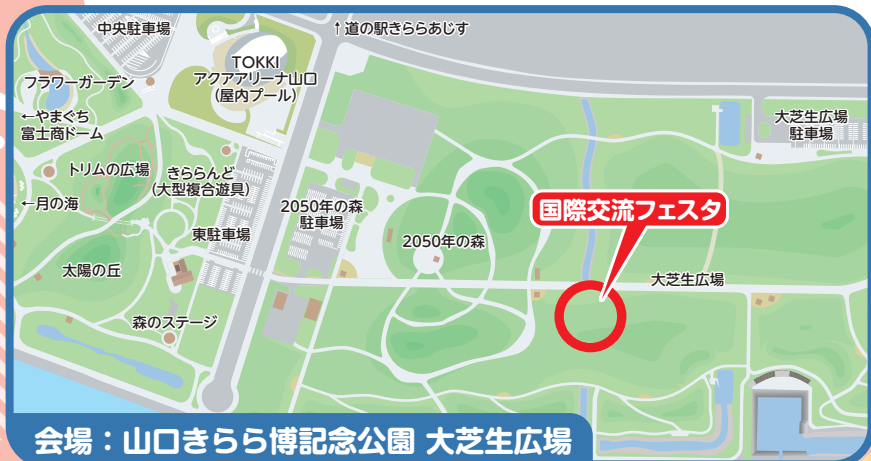 中央駐車場
↑道の駅きららあじす
TOKKI
アクアアリーナ山口
(屋内プール)
フラワーガーデン
←やまぐち
富士商ドーム
大芝生広場
駐車場
トリムの広場
きららんど
(大型複合遊具)
←月の海
2050年の森
駐車場
国際交流フェスタ
東駐車場
2050年の森
太陽の丘
大芝生広場
森のステージ
会場：山口きらら博記念公園 大芝生広場